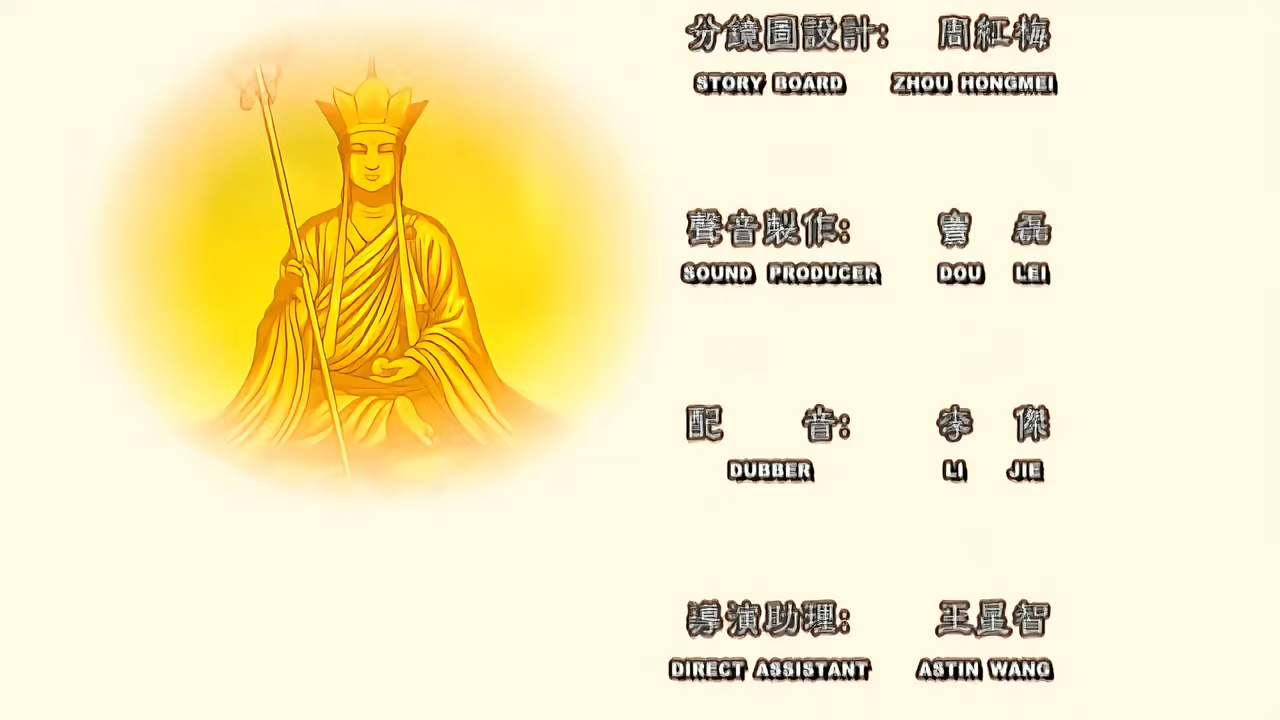 分鏡圖設計: 周紅梅
STORY BOARD ZHOU HONGMEI
聲音製作: 竇 磊
SOUND PRODUCER DOU LEI
配 音: 李 傑
DUBBER LI JIE
導演助理: 王星智
DIRECT ASSISTANT ASTIN WANG